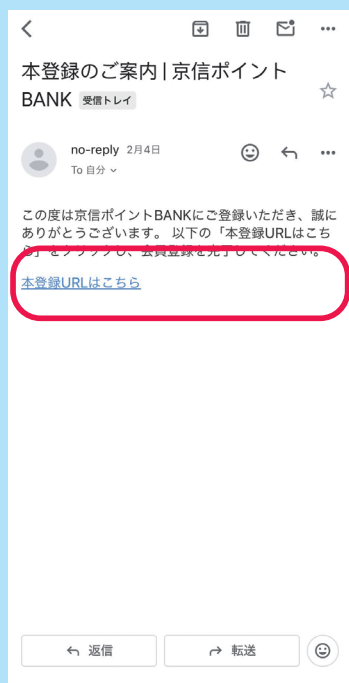 本登録のご案内 | 京信ポイント
BANK 受信トレイ
no-reply 2月4日
To 自分
この度は京信ポイントBANKにご登録いただき、誠に
ありがとうございます。 以下の「本登録URLはこち
ら」をクリックし、会員登録を完了してください。
本登録URLはこちら
返信
転送